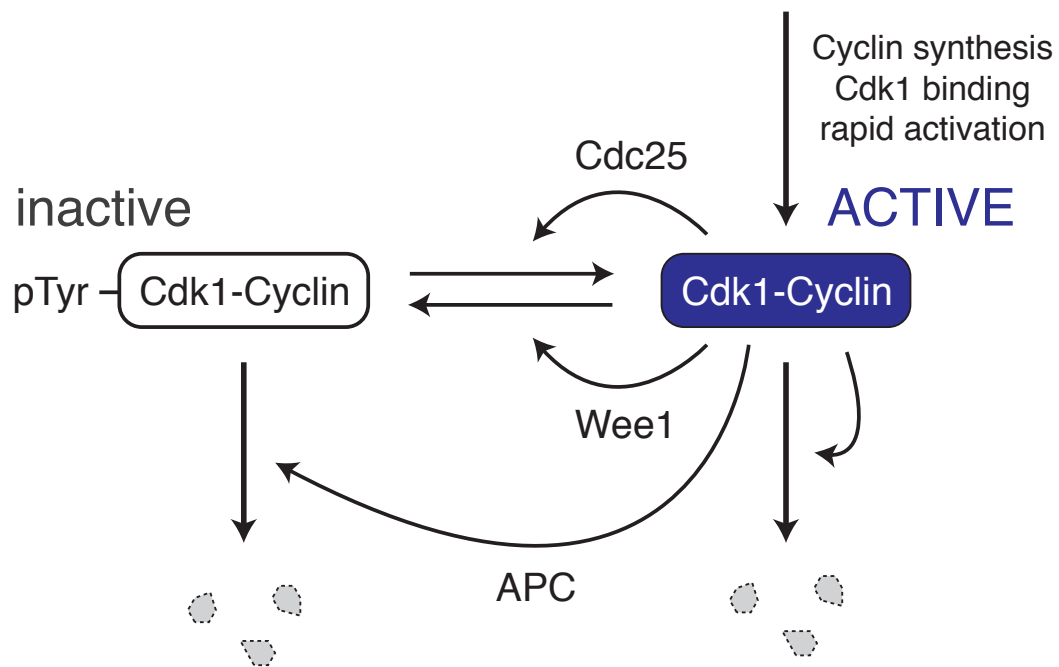 Cyclin synthesis
Cdk1 binding
rapid activation
Cdc25
inactive
ACTIVE
pTyr
Cdk1-Cyclin
Cdk1-Cyclin
Wee1
APC